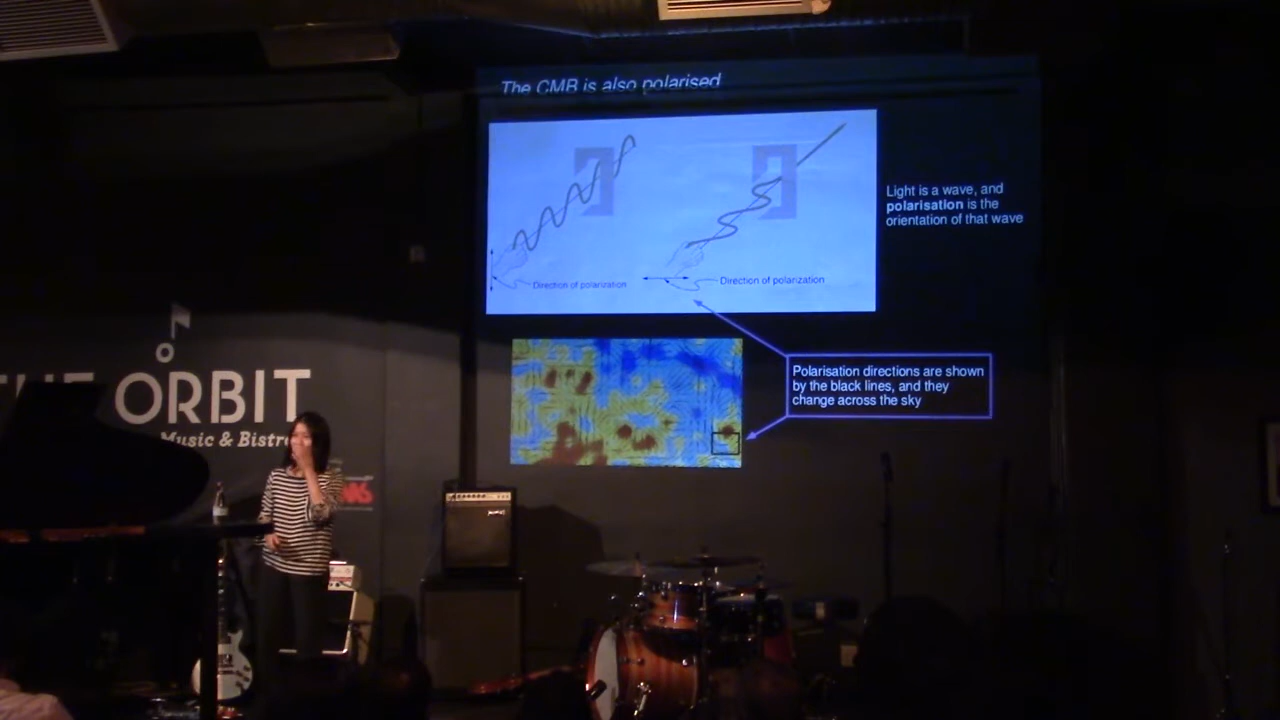 The CMB is also polarised
Light is a wave, and
polarisation is the
orientation of that wave
Direction of polarization
Direction of polarization
Polarisation directions are shown
by the black lines, and they
change across the sky
THE ORBIT
Music & Bistro